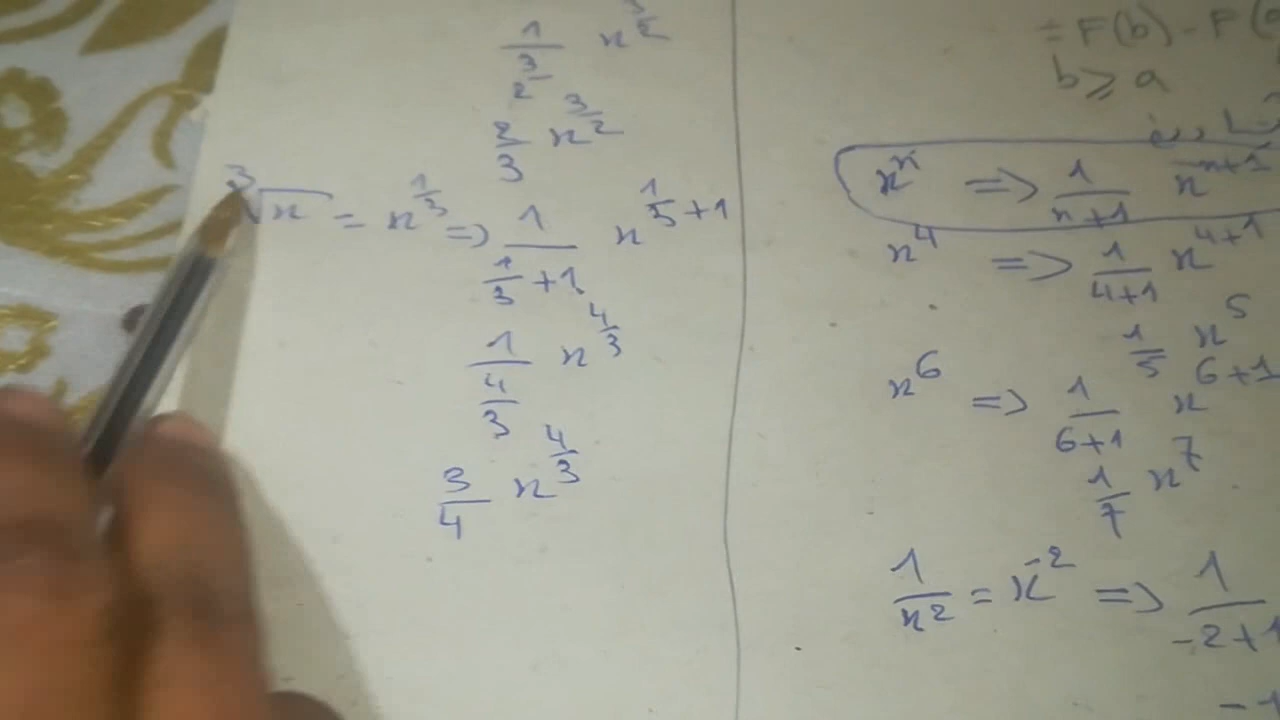 1/(3/2) x
2/3 x^(3/2)
³√x = x^(1/3) => 1/(1/3+1) x^(1/3+1)
1/(4/3) x^(4/3)
3/4 x^(4/3)
= F(b) - F(
b ⩾ a
x^n => 1/(n+1) x^(n+1)
x^4 => 1/(4+1) x^(4+1)
1/5 x^5
x^6 => 1/(6+1) x^(6+1)
1/7 x^7
1/x^2 = x^-2 => 1/(-2+1
-1